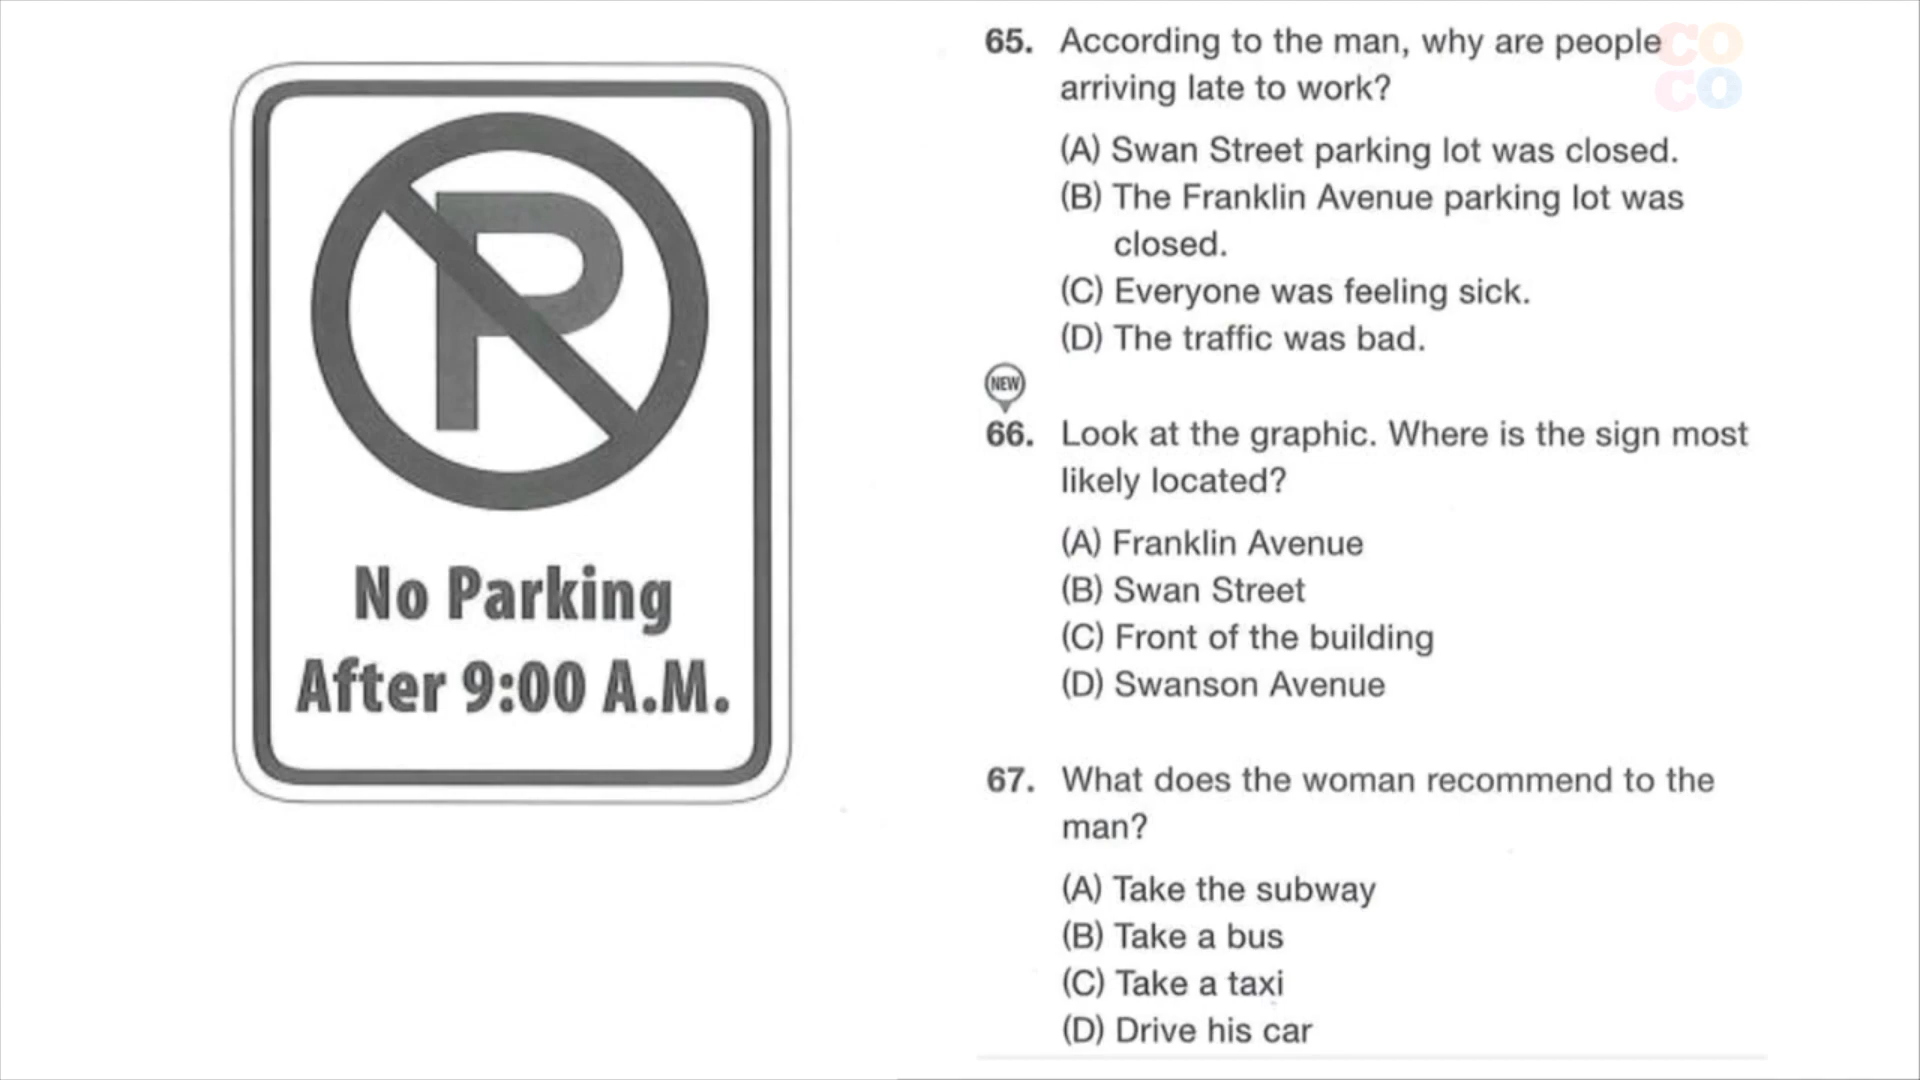 P
No Parking
After 9:00 A.M.
CO
CO
65. According to the man, why are people
arriving late to work?
(A) Swan Street parking lot was closed.
(B) The Franklin Avenue parking lot was
closed.
(C) Everyone was feeling sick.
(D) The traffic was bad.
NEW
66. Look at the graphic. Where is the sign most
likely located?
(A) Franklin Avenue
(B) Swan Street
(C) Front of the building
(D) Swanson Avenue
67. What does the woman recommend to the
man?
(A) Take the subway
(B) Take a bus
(C) Take a taxi
(D) Drive his car